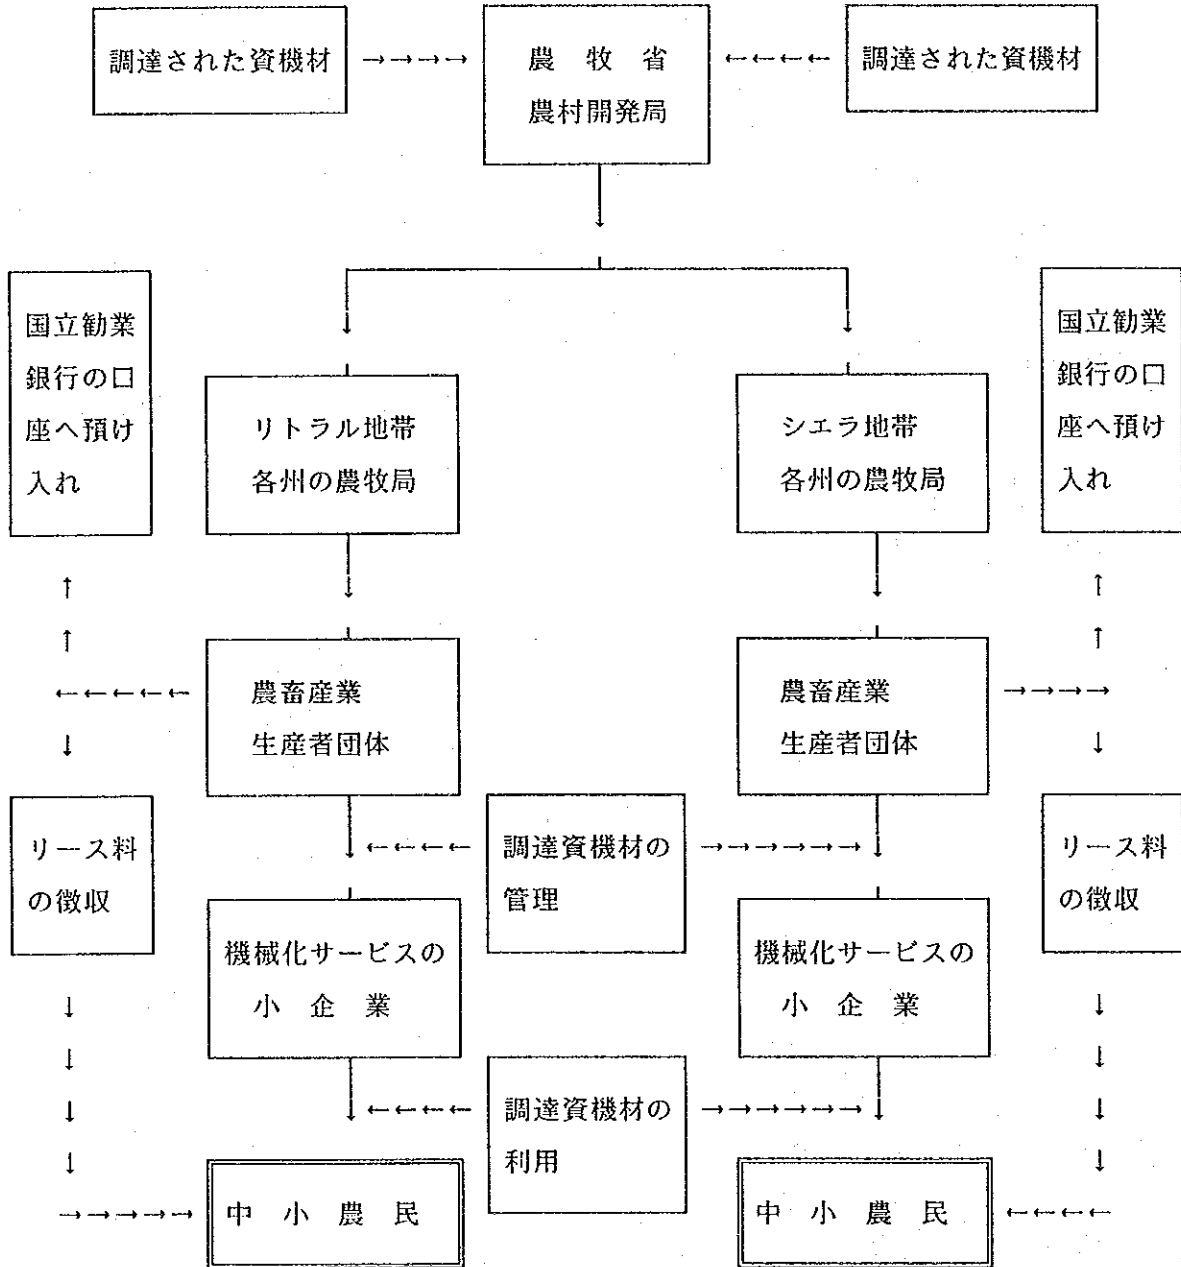 調達された資機材
→→→→
農牧省
農村開発局
←←←←
調達された資機材
↓
↓
↓
国立勧業
銀行の口
座へ預け
入れ
リトラル地帯
各州の農牧局
シエラ地帯
各州の農牧局
国立勧業
銀行の口
座へ預け
入れ
↑
↓
↓
↑
↑
↑
←←←←←
農畜産業
生産者団体
農畜産業
生産者団体
→→→→
↓
↓
リース料
の徴収
↓
←←←←
調達資機材の
管理
→→→→→→
↓
リース料
の徴収
機械化サービスの
小企業
機械化サービスの
小企業
↓
↓
↓
↓
↓
←←←←
調達資機材の
利用
→→→→→→
↓
↓
↓
↓
↓
→→→→→
中小農民
中小農民
←←←←